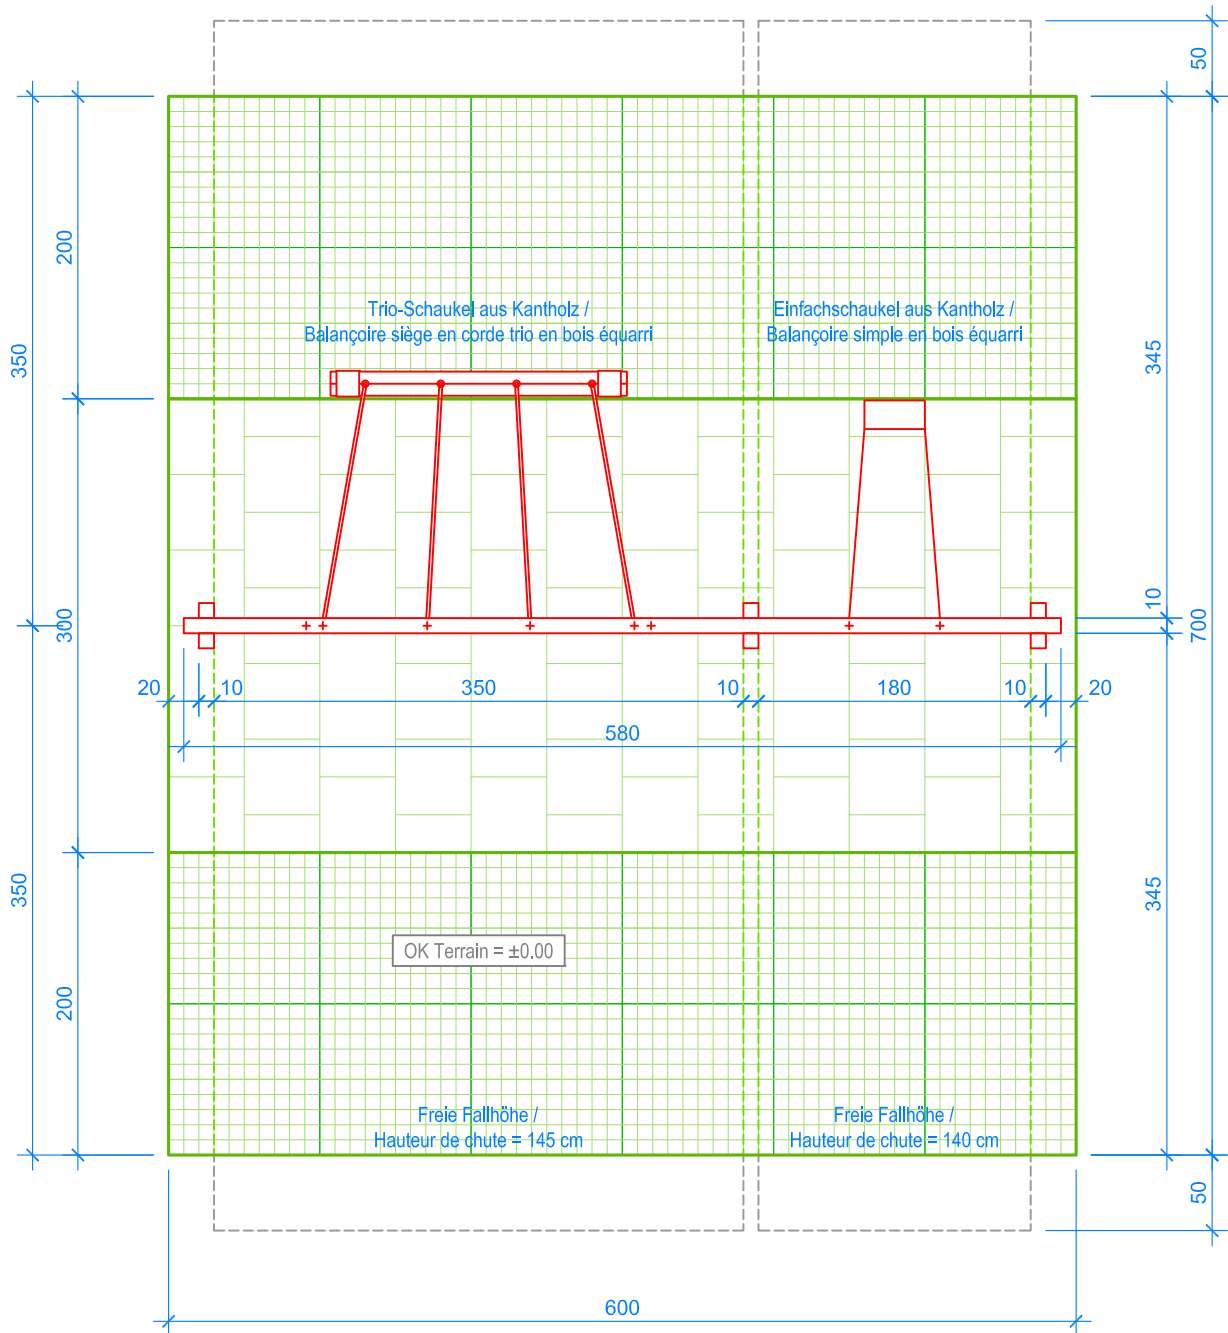 50
200
Trio-Schaukel aus Kantholz /
Balançoire siège en corde trio en bois équarri
Einfachschaukel aus Kantholz /
Balançoire simple en bois équarri
350
345
300
10
700
20
10
350
10
180
10
20
580
350
345
OK Terrain = ±0.00
200
Freie Fallhöhe /
Hauteur de chute = 145 cm
Freie Fallhöhe /
Hauteur de chute = 140 cm
50
600